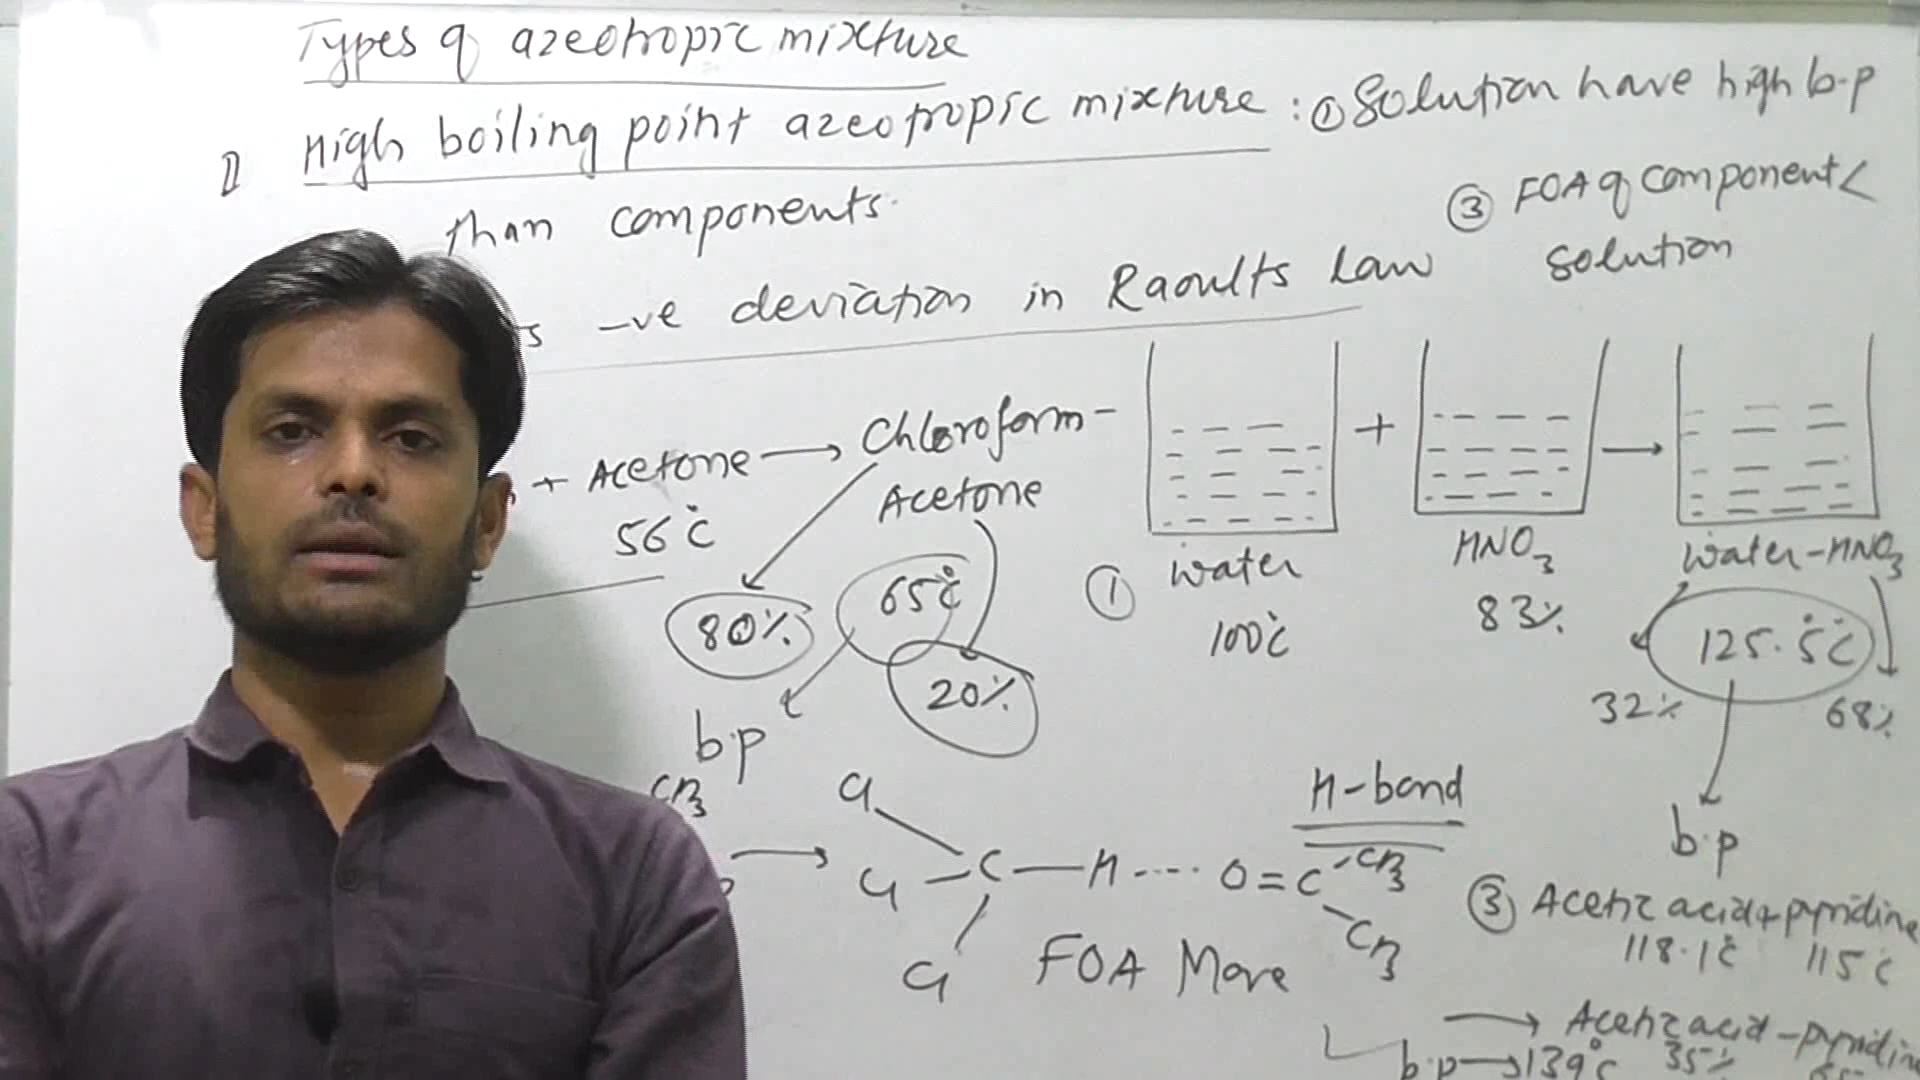 Types of azeotropic mixture
I) High boiling point azeotropic mixture : ① Solution have high b.p
than components.
③ FOA of component <
solution
-ve deviation in Raoults Law
+ Acetone → Chloroform-
Acetone
56°C
80%
65°C
20%
b.p
+
→
① Water
100°C
HNO3
83%
Water-HNO3
125.5°C
32%
68%
b.p
CH3
→
Cl
Cl – C – H ---- O = C - CH3
Cl
CH3
H-bond
FOA More
③ Acetic acid + pyridine
118.1°C 115°C
→ Acetic acid - pyridin
b.p → 139°C 35% 65